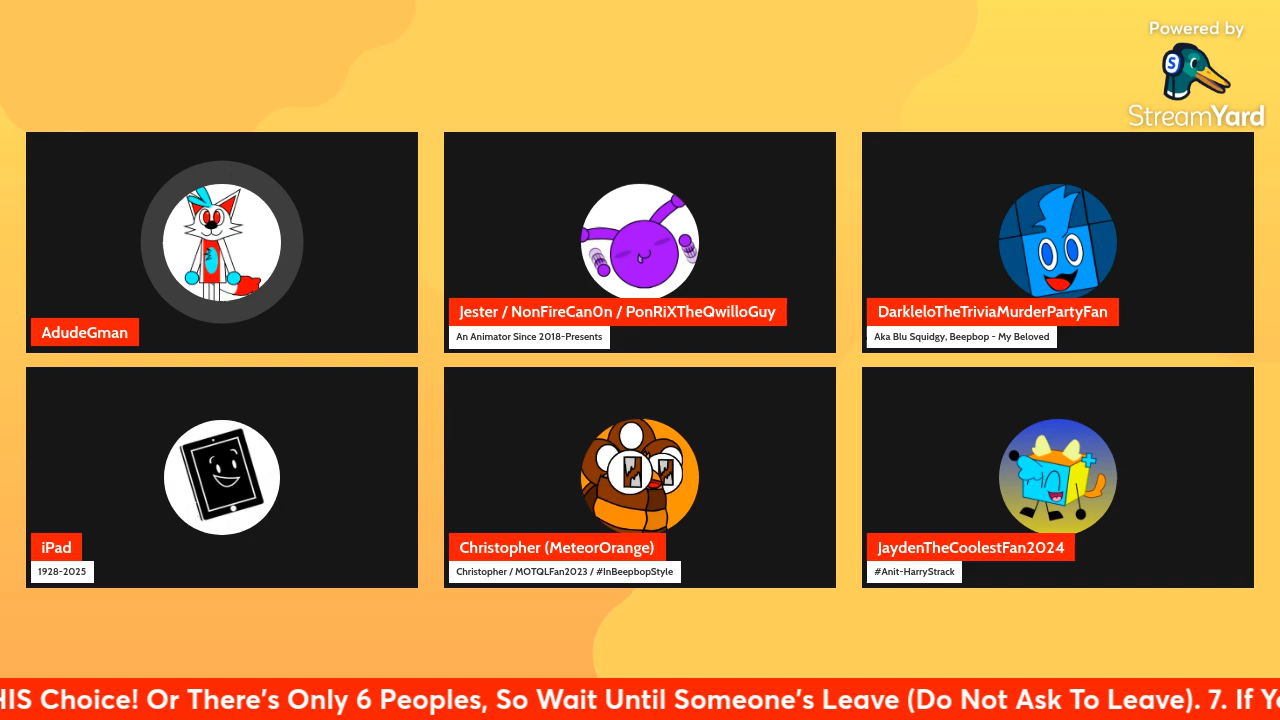 Powered by
StreamYard
AdudeGman
Jester / NonFireCan0n / PonRiXTheQwilloGuy
An Animator Since 2018-Presents
DarkleloTheTriviaMurderPartyFan
Aka Blu Squidgy, Beepbop - My Beloved
iPad
1928-2025
Christopher (MeteorOrange)
Christopher / MOTQLFan2023 / #InBeepbopStyle
JaydenTheCoolestFan2024
#Anit-HarryStrack
HIS Choice! Or There's Only 6 Peoples, So Wait Until Someone's Leave (Do Not Ask To Leave). 7. If Yo